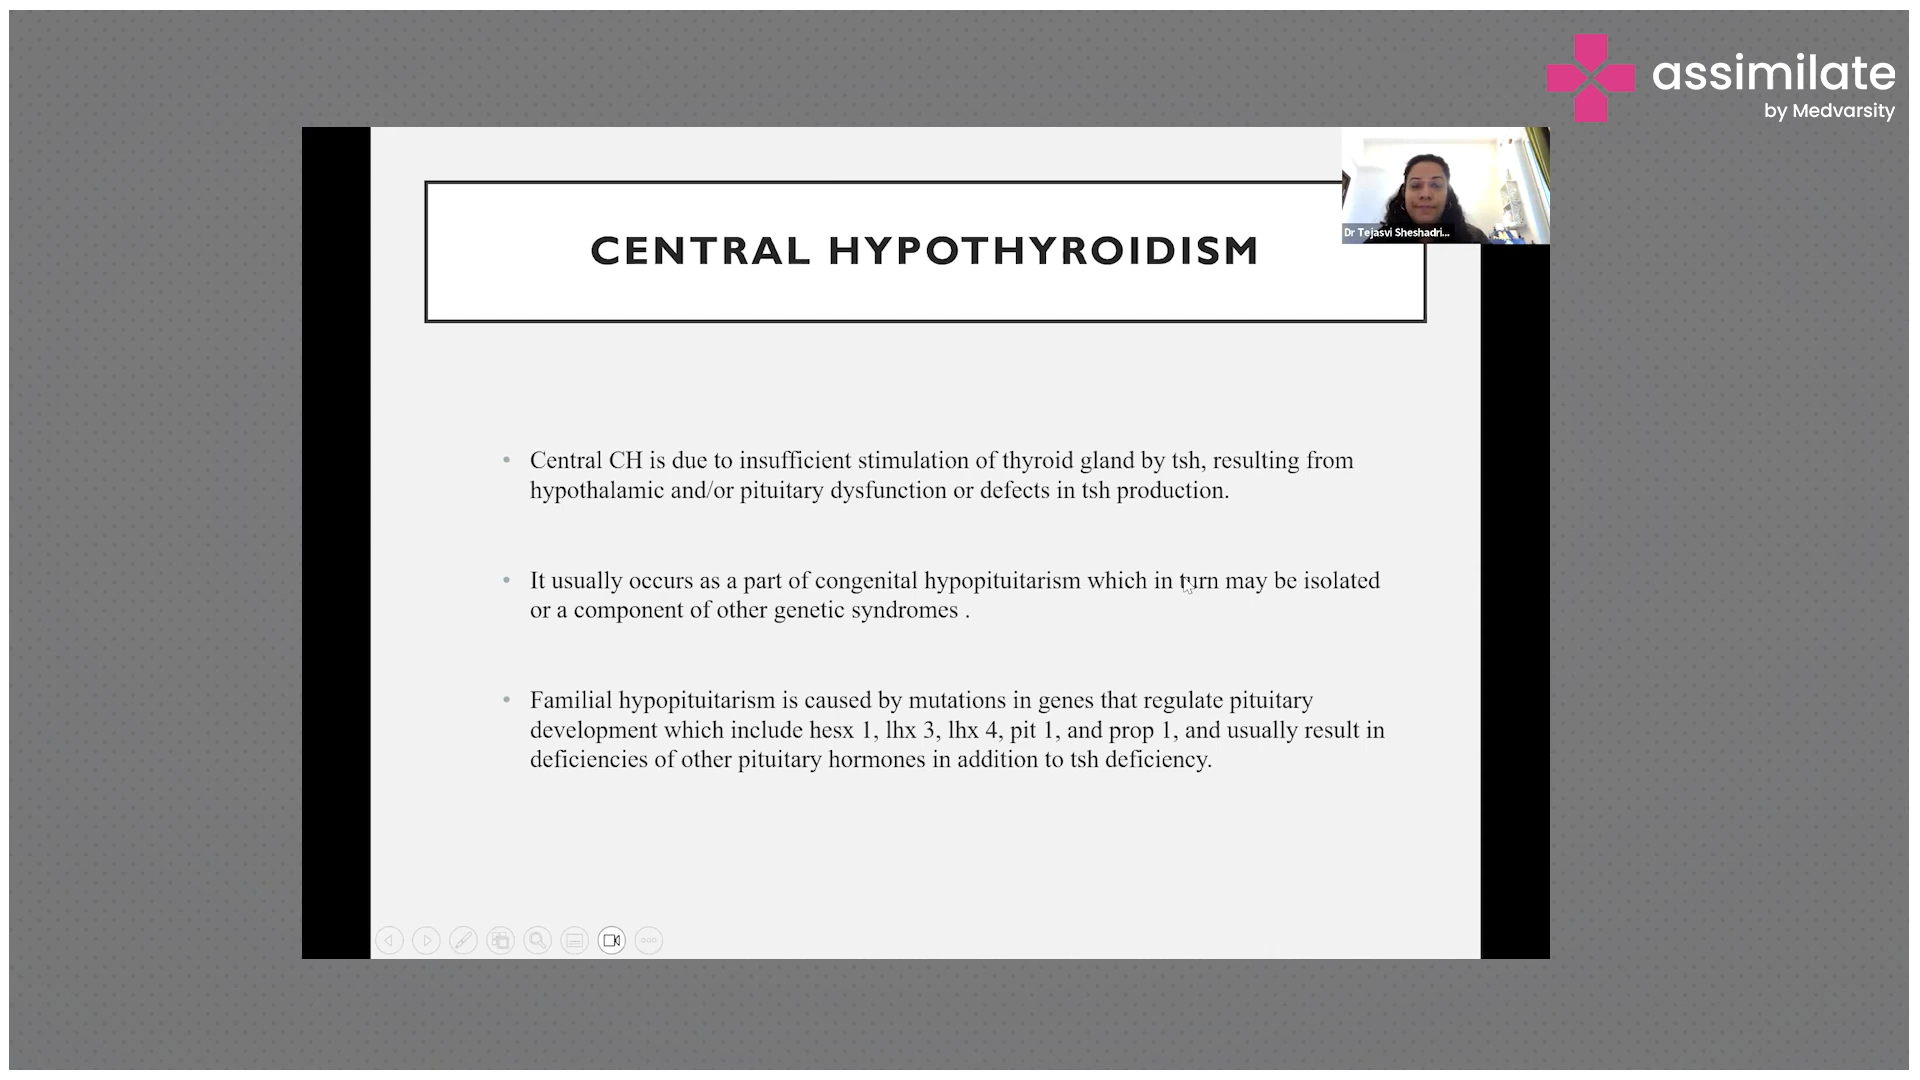 assimilate
by Medvarsity
Dr Tejasvi Sheshadri...
CENTRAL HYPOTHYROIDISM
• Central CH is due to insufficient stimulation of thyroid gland by tsh, resulting from
hypothalamic and/or pituitary dysfunction or defects in tsh production.
• It usually occurs as a part of congenital hypopituitarism which in turn may be isolated
or a component of other genetic syndromes .
• Familial hypopituitarism is caused by mutations in genes that regulate pituitary
development which include hesx 1, lhx 3, lhx 4, pit 1, and prop 1, and usually result in
deficiencies of other pituitary hormones in addition to tsh deficiency.